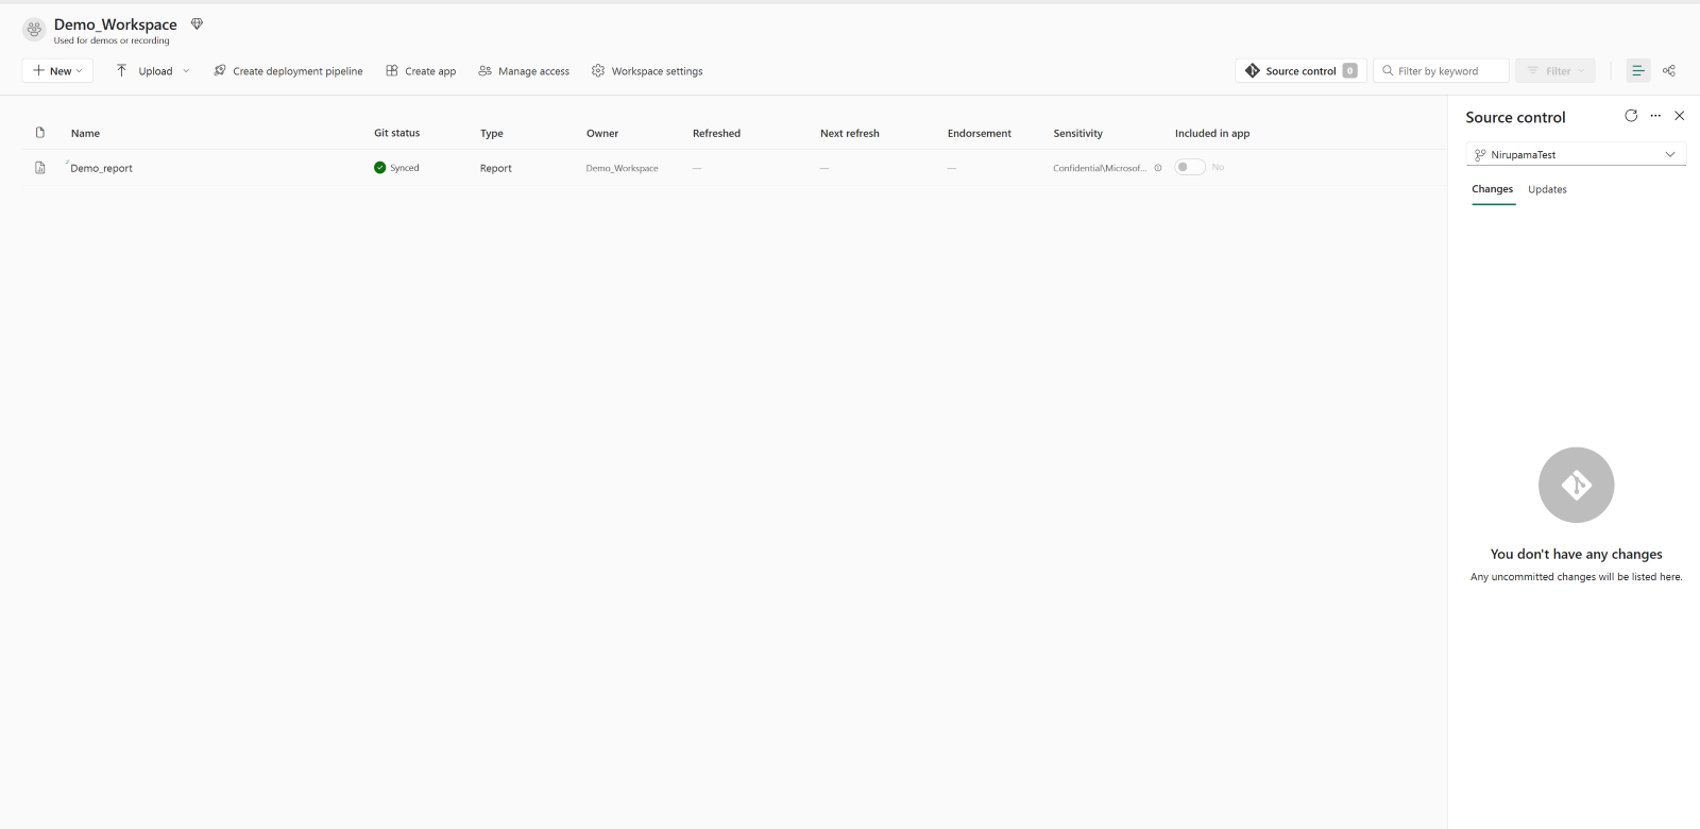 Demo_Workspace
Used for demos or recording
New
Upload
Create deployment pipeline
Create app
Manage access
Workspace settings
Source control 0
Filter by keyword
Filter
Name Git status Type Owner Refreshed Next refresh Endorsement Sensitivity Included in app
Demo_report Synced Report Demo_Workspace — — — Confidential\Microsof... No
Source control
NirupamaTest
Changes Updates
You don't have any changes
Any uncommitted changes will be listed here.